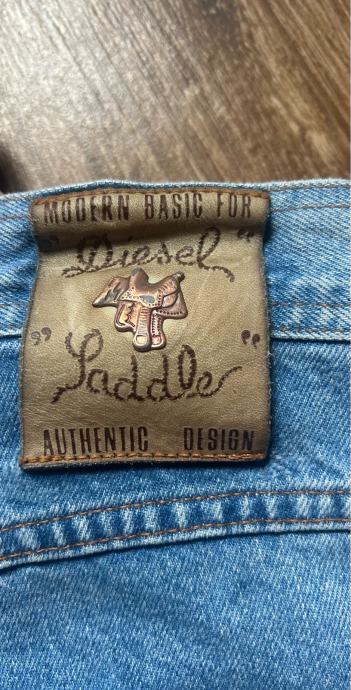 MODERN BASIC FOR
"Diesel"
"Saddle"
AUTHENTIC DESIGN